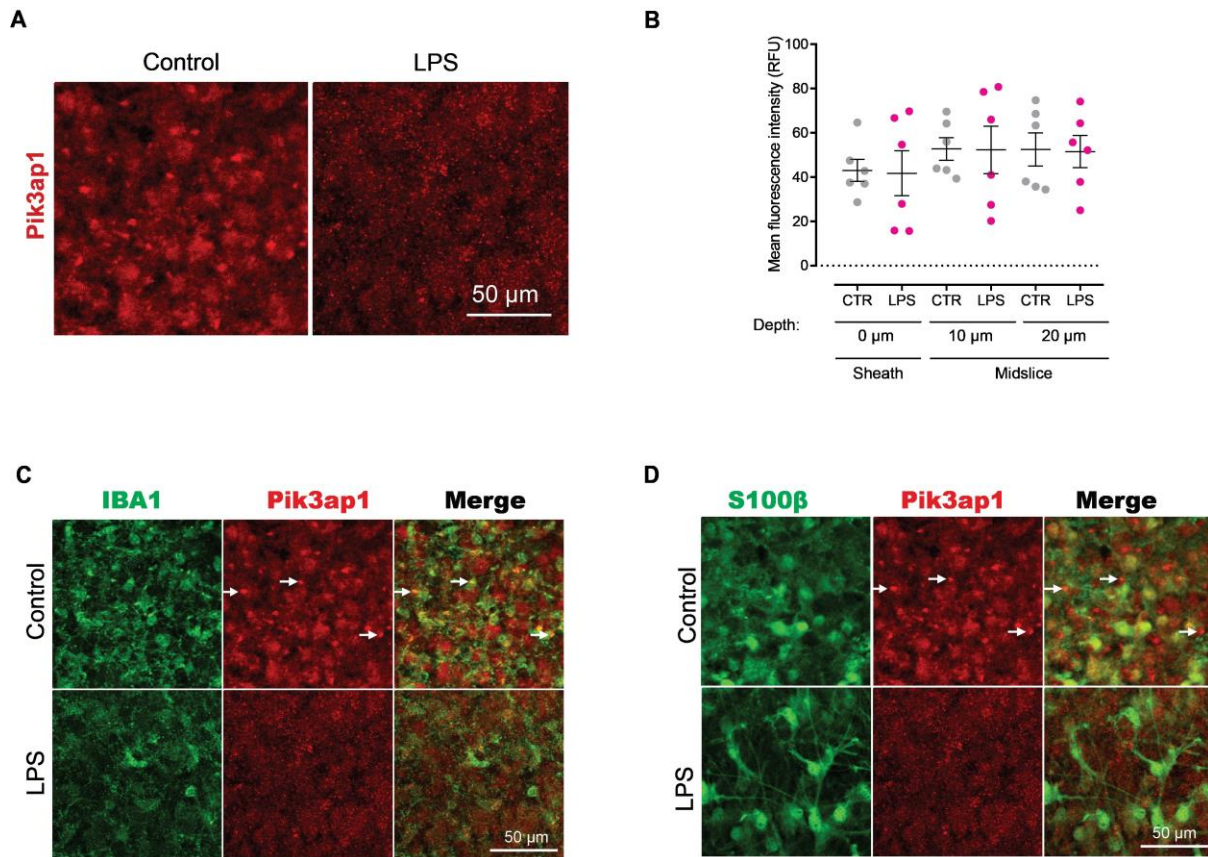 A
Control LPS
Pik3ap1
50 µm
B
Mean fluorescence intensity (RFU)
100
80
60
40
20
0
CTR LPS CTR LPS CTR LPS
Depth: 0 µm 10 µm 20 µm
Sheath Midslice
C
IBA1 Pik3ap1 Merge
Control
LPS
50 µm
D
S100β Pik3ap1 Merge
Control
LPS
50 µm